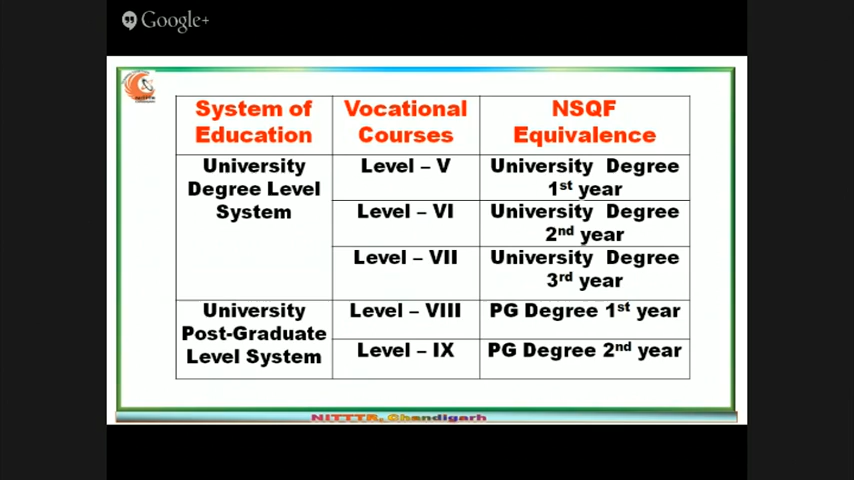 Google+
System of Education
Vocational Courses
NSQF Equivalence
University Degree Level System
Level – V
University Degree 1st year
Level – VI
University Degree 2nd year
Level – VII
University Degree 3rd year
University Post-Graduate Level System
Level – VIII
PG Degree 1st year
Level – IX
PG Degree 2nd year
NITTTR, Chandigarh